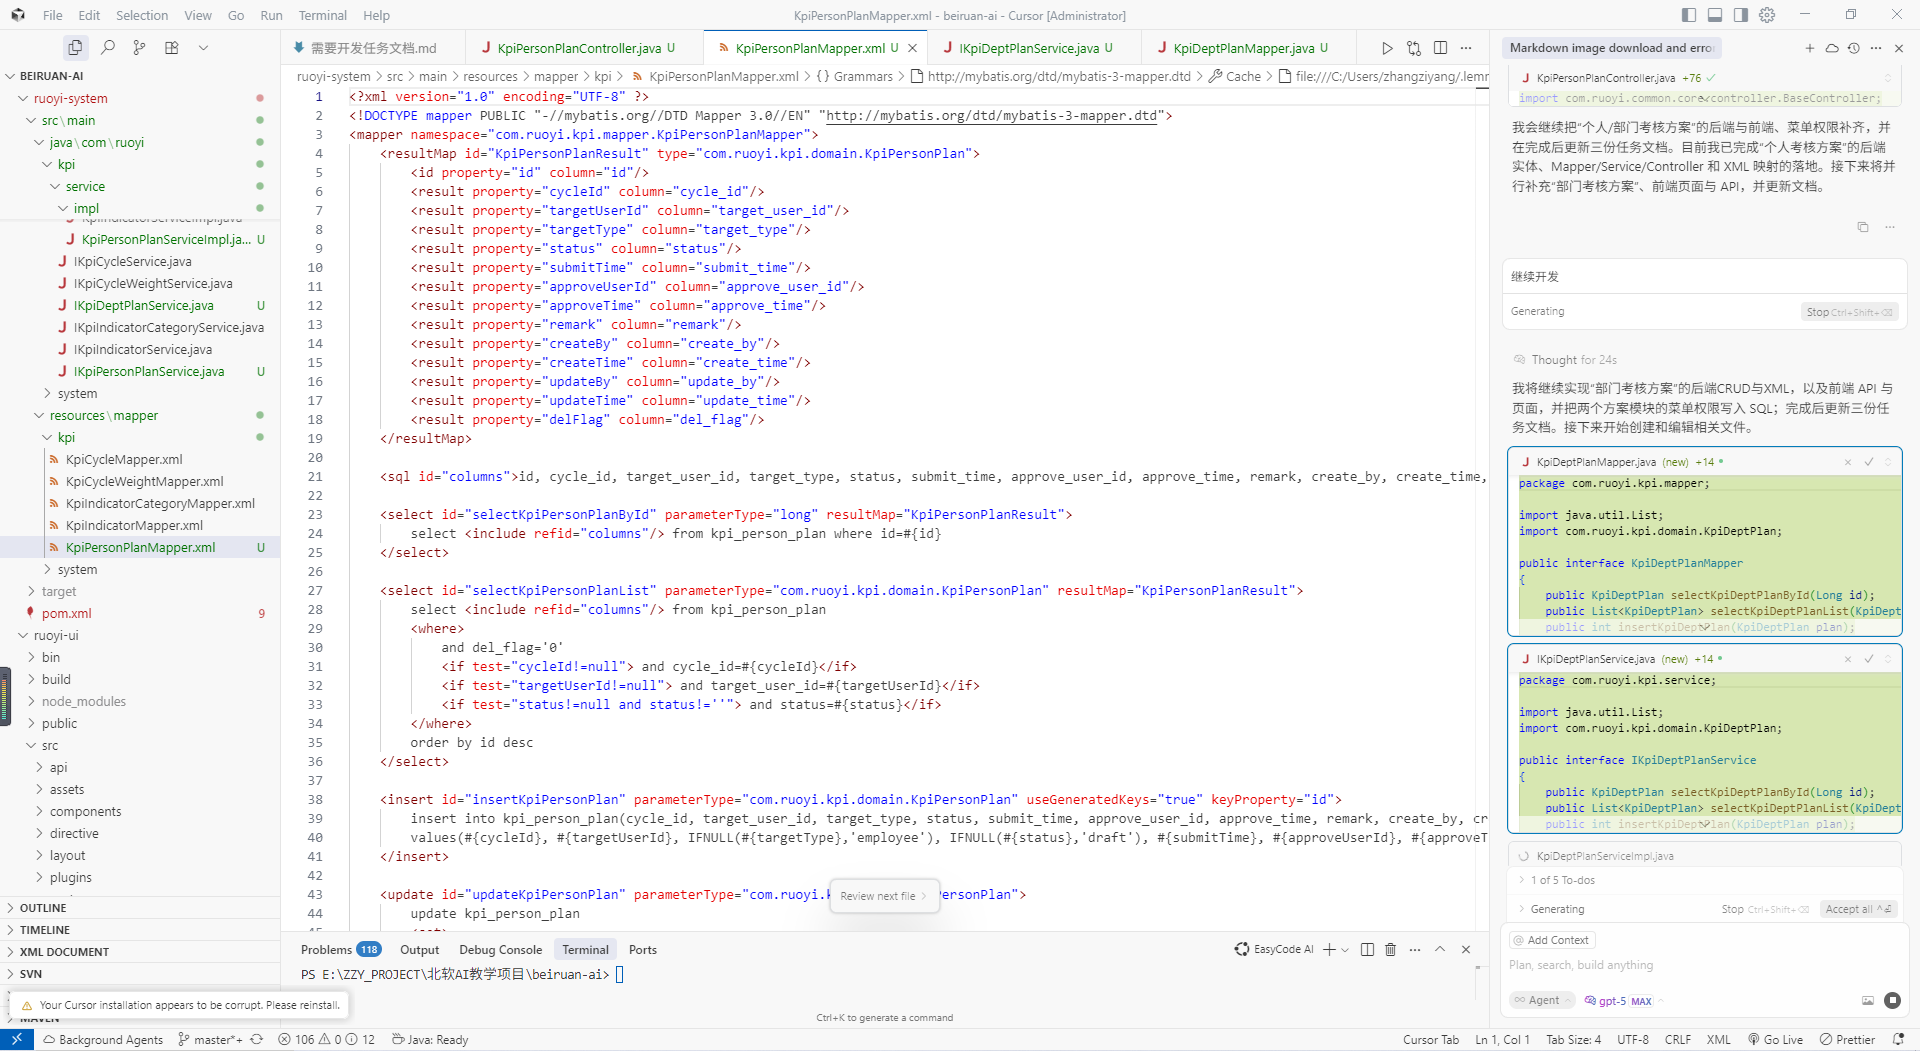 File Edit Selection View Go Run Terminal Help
KpiPersonPlanMapper.xml - beiruan-ai - Cursor [Administrator]
需要开发任务文档.md
KpiPersonPlanController.java U
KpiPersonPlanMapper.xml U
IKpiDeptPlanService.java U
KpiDeptPlanMapper.java U
ruoyi-system > src > main > resources > mapper > kpi > KpiPersonPlanMapper.xml > {} Grammars > http://mybatis.org/dtd/mybatis-3-mapper.dtd > Cache > file:///C:/Users/zhangziyang/.lemm
BEIRUAN-AI
ruoyi-system
src\main
java\com\ruoyi
kpi
service
impl
KpiIndicatorServiceImpl.java
KpiPersonPlanServiceImpl.ja... U
IKpiCycleService.java
IKpiCycleWeightService.java
IKpiDeptPlanService.java U
IKpiIndicatorCategoryService.java
IKpiIndicatorService.java
IKpiPersonPlanService.java U
system
resources\mapper
kpi
KpiCycleMapper.xml
KpiCycleWeightMapper.xml
KpiIndicatorCategoryMapper.xml
KpiIndicatorMapper.xml
KpiPersonPlanMapper.xml U
system
target
pom.xml 9
ruoyi-ui
bin
build
node_modules
public
src
api
assets
components
directive
layout
plugins
OUTLINE
TIMELINE
XML DOCUMENT
SVN
MAVEN
Your Cursor installation appears to be corrupt. Please reinstall.
1 <?xml version="1.0" encoding="UTF-8" ?>
2 <!DOCTYPE mapper PUBLIC "-//mybatis.org//DTD Mapper 3.0//EN" "http://mybatis.org/dtd/mybatis-3-mapper.dtd">
3 <mapper namespace="com.ruoyi.kpi.mapper.KpiPersonPlanMapper">
4 <resultMap id="KpiPersonPlanResult" type="com.ruoyi.kpi.domain.KpiPersonPlan">
5 <id property="id" column="id"/>
6 <result property="cycleId" column="cycle_id"/>
7 <result property="targetUserId" column="target_user_id"/>
8 <result property="targetType" column="target_type"/>
9 <result property="status" column="status"/>
10 <result property="submitTime" column="submit_time"/>
11 <result property="approveUserId" column="approve_user_id"/>
12 <result property="approveTime" column="approve_time"/>
13 <result property="remark" column="remark"/>
14 <result property="createBy" column="create_by"/>
15 <result property="createTime" column="create_time"/>
16 <result property="updateBy" column="update_by"/>
17 <result property="updateTime" column="update_time"/>
18 <result property="delFlag" column="del_flag"/>
19 </resultMap>
20
21 <sql id="columns">id, cycle_id, target_user_id, target_type, status, submit_time, approve_user_id, approve_time, remark, create_by, create_time,
22
23 <select id="selectKpiPersonPlanById" parameterType="long" resultMap="KpiPersonPlanResult">
24 select <include refid="columns"/> from kpi_person_plan where id=#{id}
25 </select>
26
27 <select id="selectKpiPersonPlanList" parameterType="com.ruoyi.kpi.domain.KpiPersonPlan" resultMap="KpiPersonPlanResult">
28 select <include refid="columns"/> from kpi_person_plan
29 <where>
30 and del_flag='0'
31 <if test="cycleId!=null"> and cycle_id=#{cycleId}</if>
32 <if test="targetUserId!=null"> and target_user_id=#{targetUserId}</if>
33 <if test="status!=null and status!=''"> and status=#{status}</if>
34 </where>
35 order by id desc
36 </select>
37
38 <insert id="insertKpiPersonPlan" parameterType="com.ruoyi.kpi.domain.KpiPersonPlan" useGeneratedKeys="true" keyProperty="id">
39 insert into kpi_person_plan(cycle_id, target_user_id, target_type, status, submit_time, approve_user_id, approve_time, remark, create_by, cr
40 values(#{cycleId}, #{targetUserId}, IFNULL(#{targetType},'employee'), IFNULL(#{status},'draft'), #{submitTime}, #{approveUserId}, #{approveT
41 </insert>
42
43 <update id="updateKpiPersonPlan" parameterType="com.ruoyi.k ersonPlan">
44 update kpi_person_plan
45
Review next file
Problems 118 Output Debug Console Terminal Ports
EasyCode AI
PS E:\ZZY_PROJECT\北软AI教学项目\beiruan-ai>
Ctrl+K to generate a command
Markdown image download and erro
KpiPersonPlanController.java +76
import com.ruoyi.common.core.controller.BaseController;
我会继续把“个人/部门考核方案”的后端与前端、菜单权限补齐，并
在完成后更新三份任务文档。目前我已完成“个人考核方案”的后端
实体、Mapper/Service/Controller 和 XML 映射的落地。接下来将并
行补充“部门考核方案”、前端页面与 API，并更新文档。
继续开发
Generating
Stop Ctrl+Shift+⌫
Thought for 24s
我将继续实现“部门考核方案”的后端CRUD与XML，以及前端 API 与
页面，并把两个方案模块的菜单权限写入 SQL；完成后更新三份任
务文档。接下来开始创建和编辑相关文件。
KpiDeptPlanMapper.java (new) +14
package com.ruoyi.kpi.mapper;
import java.util.List;
import com.ruoyi.kpi.domain.KpiDeptPlan;
public interface KpiDeptPlanMapper
{
public KpiDeptPlan selectKpiDeptPlanById(Long id);
public List<KpiDeptPlan> selectKpiDeptPlanList(KpiDept
public int insertKpiDeptPlan(KpiDeptPlan plan);
IKpiDeptPlanService.java (new) +14
package com.ruoyi.kpi.service;
import java.util.List;
import com.ruoyi.kpi.domain.KpiDeptPlan;
public interface IKpiDeptPlanService
{
public KpiDeptPlan selectKpiDeptPlanById(Long id);
public List<KpiDeptPlan> selectKpiDeptPlanList(KpiDept
public int insertKpiDeptPlan(KpiDeptPlan plan);
KpiDeptPlanServiceImpl.java
1 of 5 To-dos
Generating
Stop Ctrl+Shift+⌫ Accept all ^⏎
@ Add Context
Plan, search, build anything
Agent gpt-5 MAX
Background Agents master*+ 106 0 12 Java: Ready
Cursor Tab Ln 1, Col 1 Tab Size: 4 UTF-8 CRLF XML Go Live Prettier